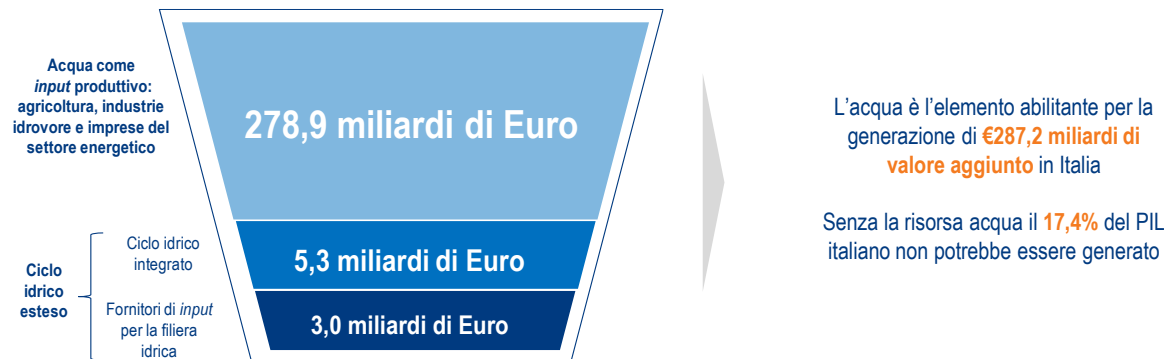 Acqua come
input produttivo:
agricoltura, industrie
idrovore e imprese del
settore energetico
278,9 miliardi di Euro
Ciclo
idrico
esteso
Ciclo idrico
integrato
5,3 miliardi di Euro
Fornitori di input
per la filiera
idrica
3,0 miliardi di Euro
L'acqua è l'elemento abilitante per la
generazione di €287,2 miliardi di
valore aggiunto in Italia
Senza la risorsa acqua il 17,4% del PIL
italiano non potrebbe essere generato